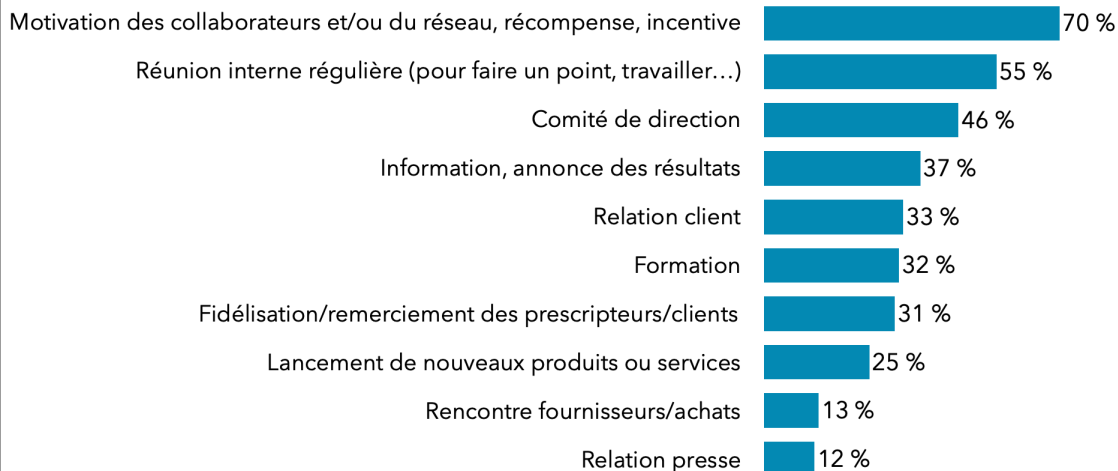 Motivation des collaborateurs et/ou du réseau, récompense, incentive 70 %
Réunion interne régulière (pour faire un point, travailler…) 55 %
Comité de direction 46 %
Information, annonce des résultats 37 %
Relation client 33 %
Formation 32 %
Fidélisation/remerciement des prescripteurs/clients 31 %
Lancement de nouveaux produits ou services 25 %
Rencontre fournisseurs/achats 13 %
Relation presse 12 %